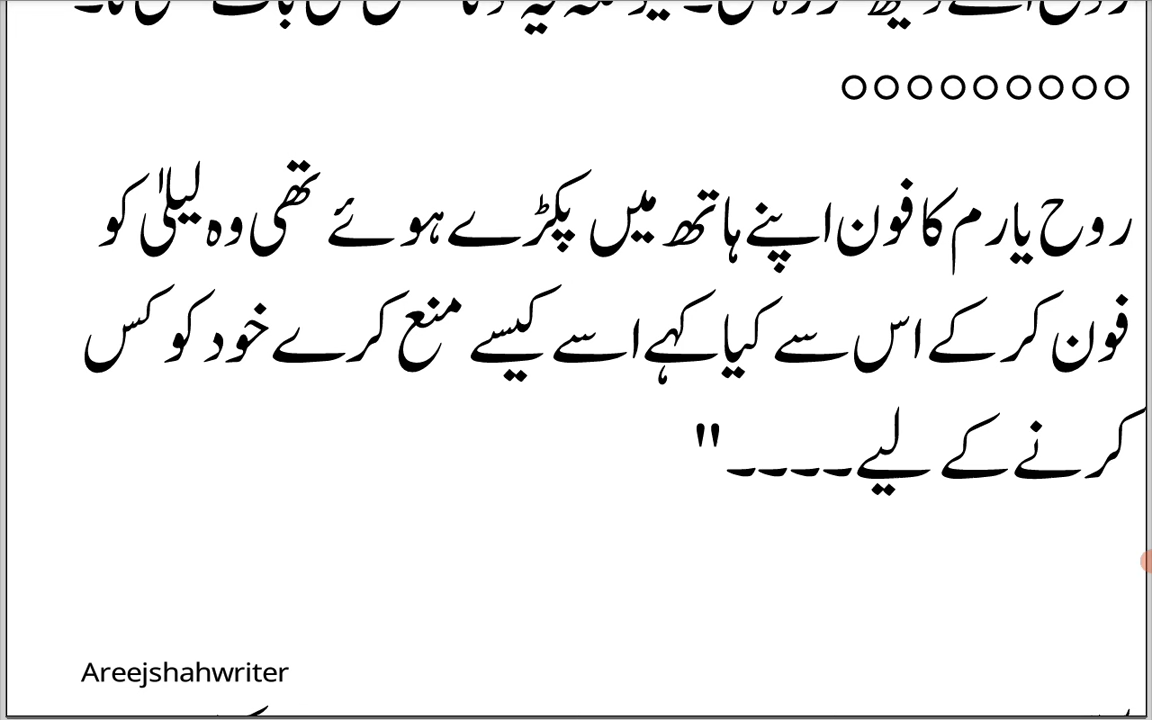 ○○○○○○○○○
روح یارم کا فون اپنے ہاتھ میں پکڑے ہوئے تھی وہ لیلیٰ کو
فون کر کے اس سے کیا کہے اسے کیسے منع کرے خود کو کس
کرنے کے لیے۔۔۔۔"
Areejshahwriter